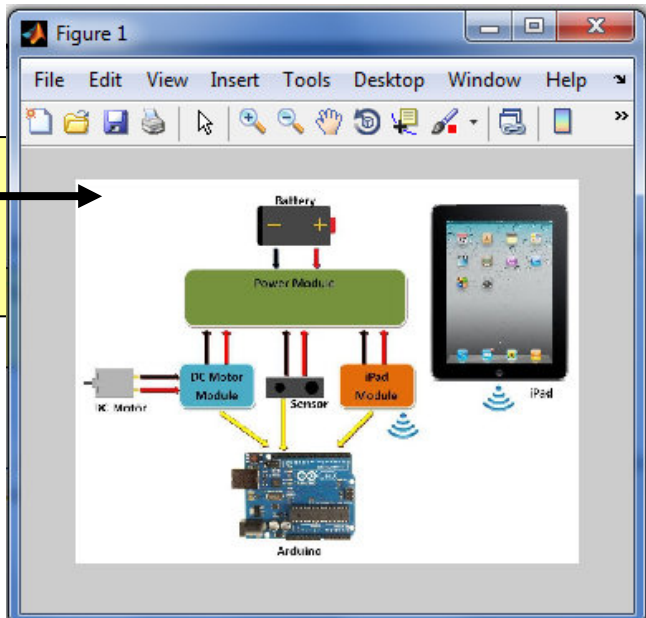 Figure 1
File Edit View Insert Tools Desktop Window Help
Battery
Power Module
DC Motor
Module
Sensor
iPad
Module
DC Motor
iPad
Arduino